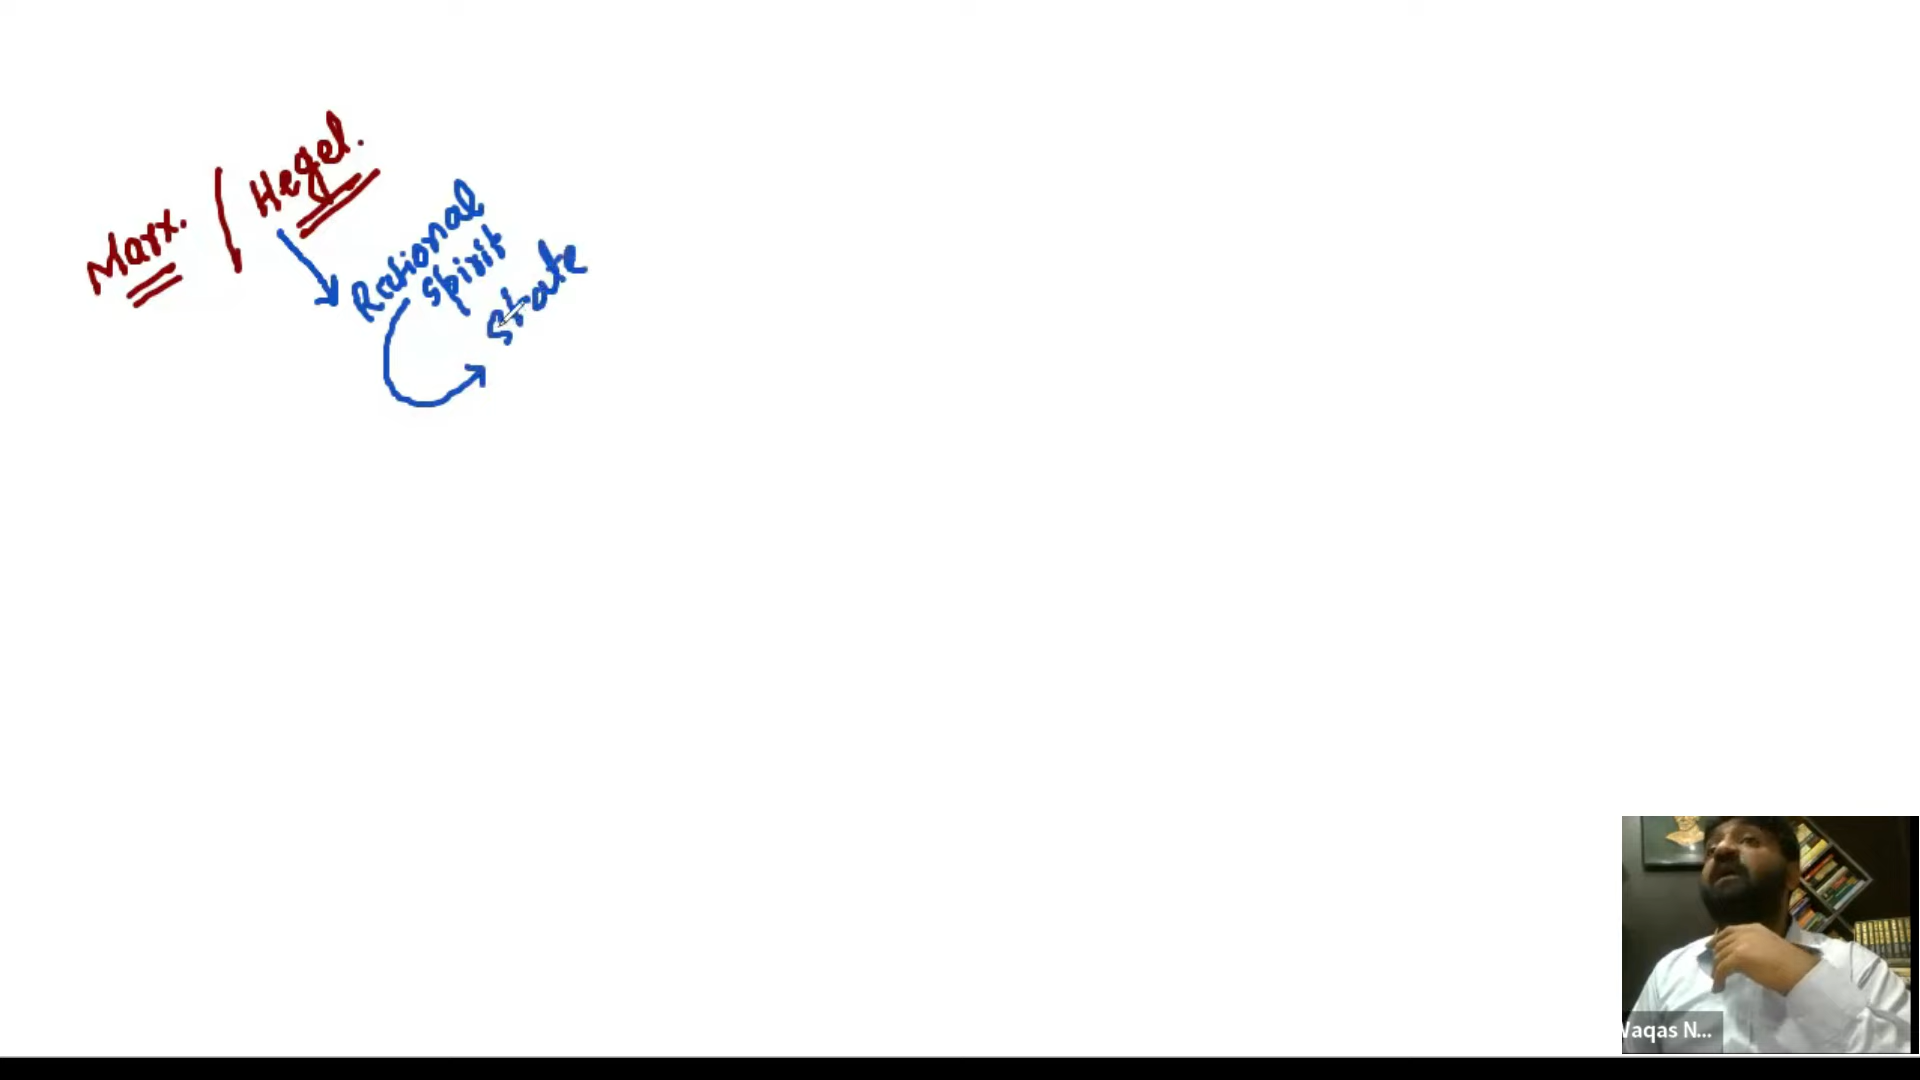 Marx.
Hegel.
Rational
spirit
state
Waqas N...